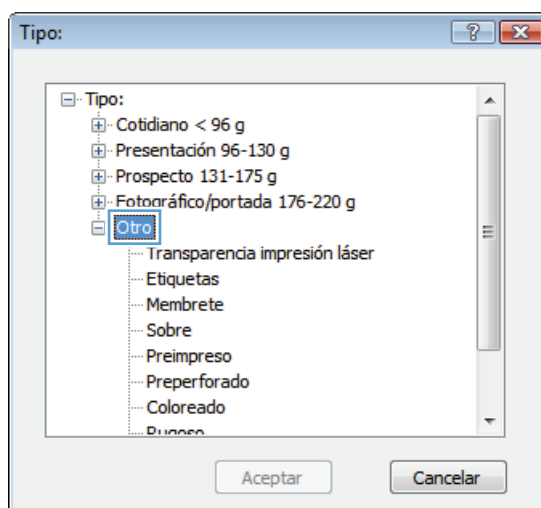 Tipo:
Tipo:
Cotidiano < 96 g
Presentación 96-130 g
Prospecto 131-175 g
Fotográfico/portada 176-220 g
Otro
Transparencia impresión láser
Etiquetas
Membrete
Sobre
Preimpreso
Preperforado
Coloreado
Rugoso
Aceptar
Cancelar